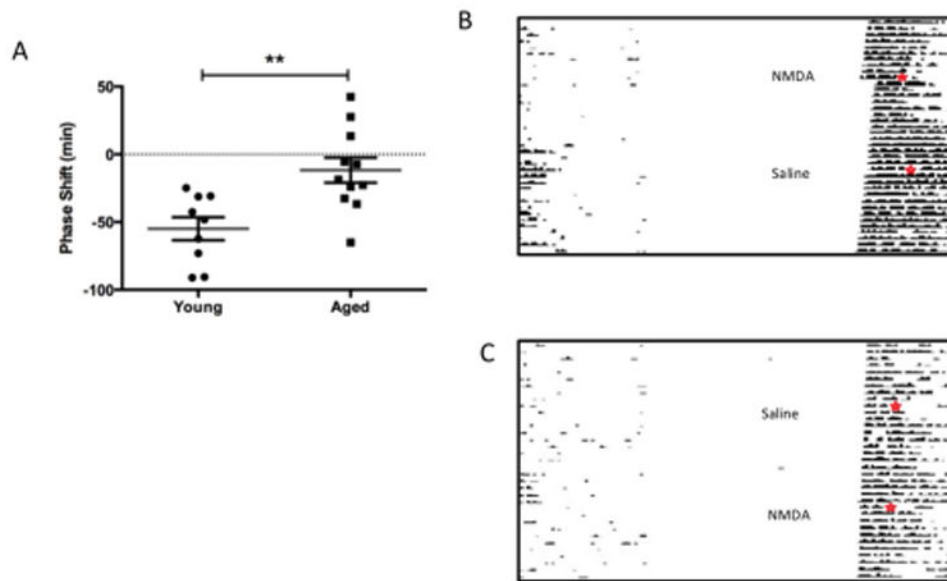 A
**
Phase Shift (min)
50
0
-50
-100
Young
Aged
B
NMDA
Saline
C
Saline
NMDA